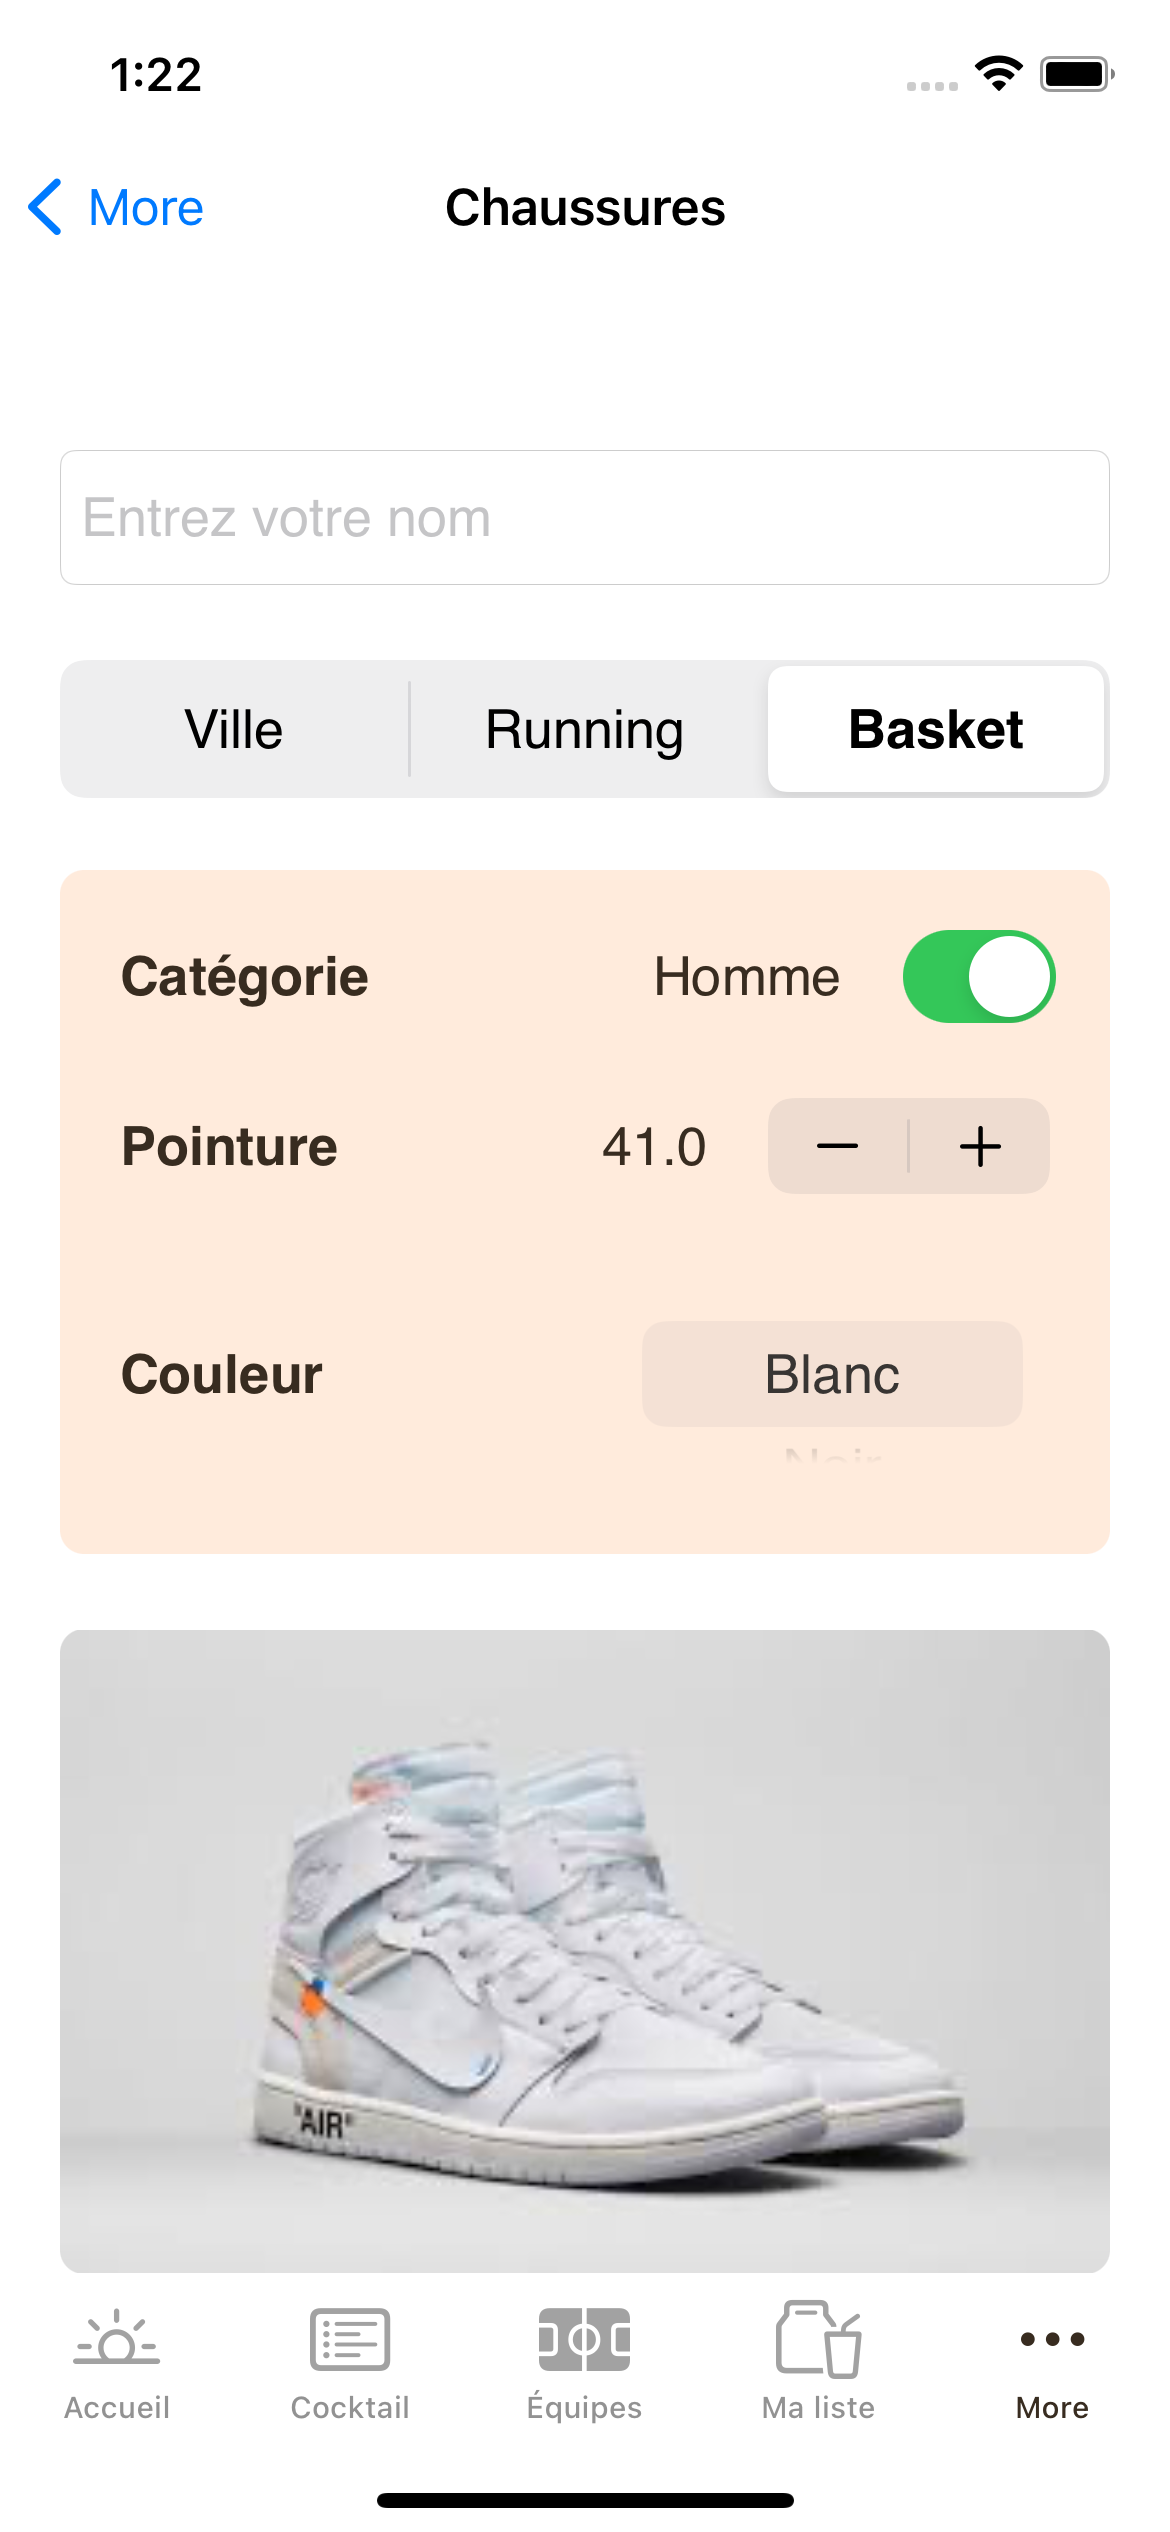 1:22
More
Chaussures
Entrez votre nom
Ville Running Basket
Catégorie Homme
Pointure 41.0
Couleur Blanc
Noir
"AIR"
Accueil Cocktail Équipes Ma liste More